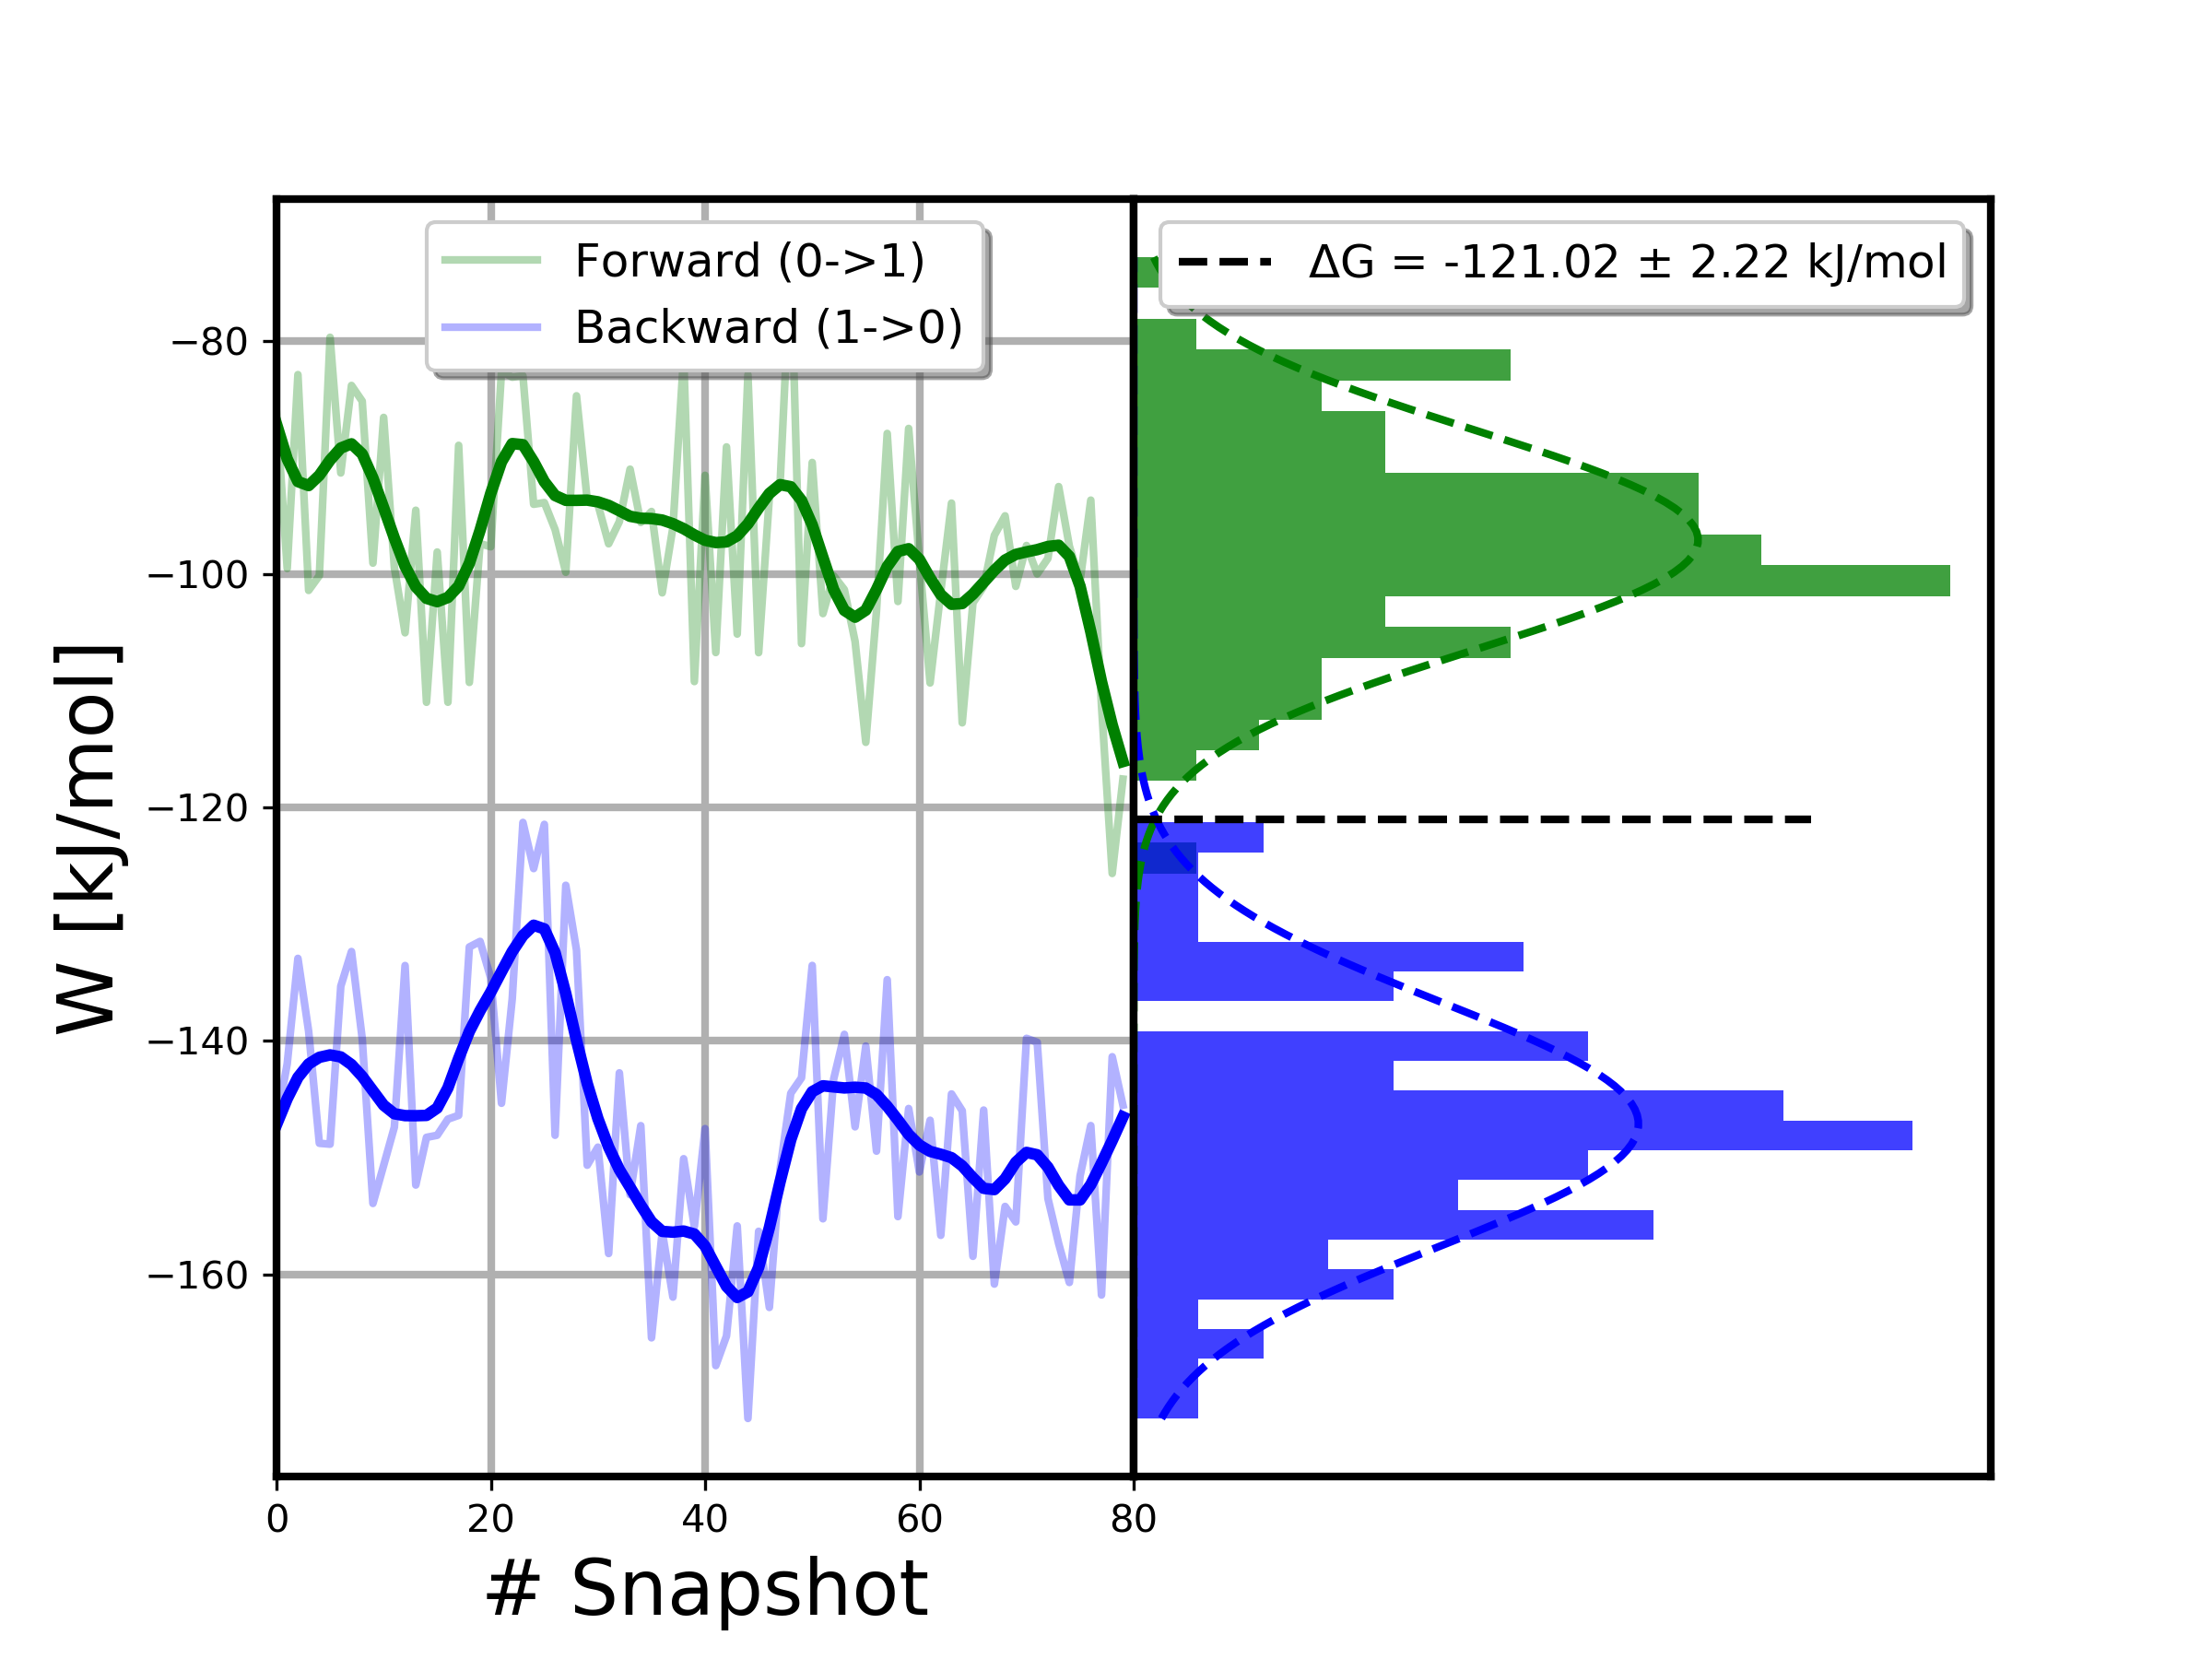 Forward (0->1)
Backward (1->0)
ΔG = -121.02 ± 2.22 kJ/mol
W [kJ/mol]
−80
−100
−120
−140
−160
0 20 40 60 80
# Snapshot